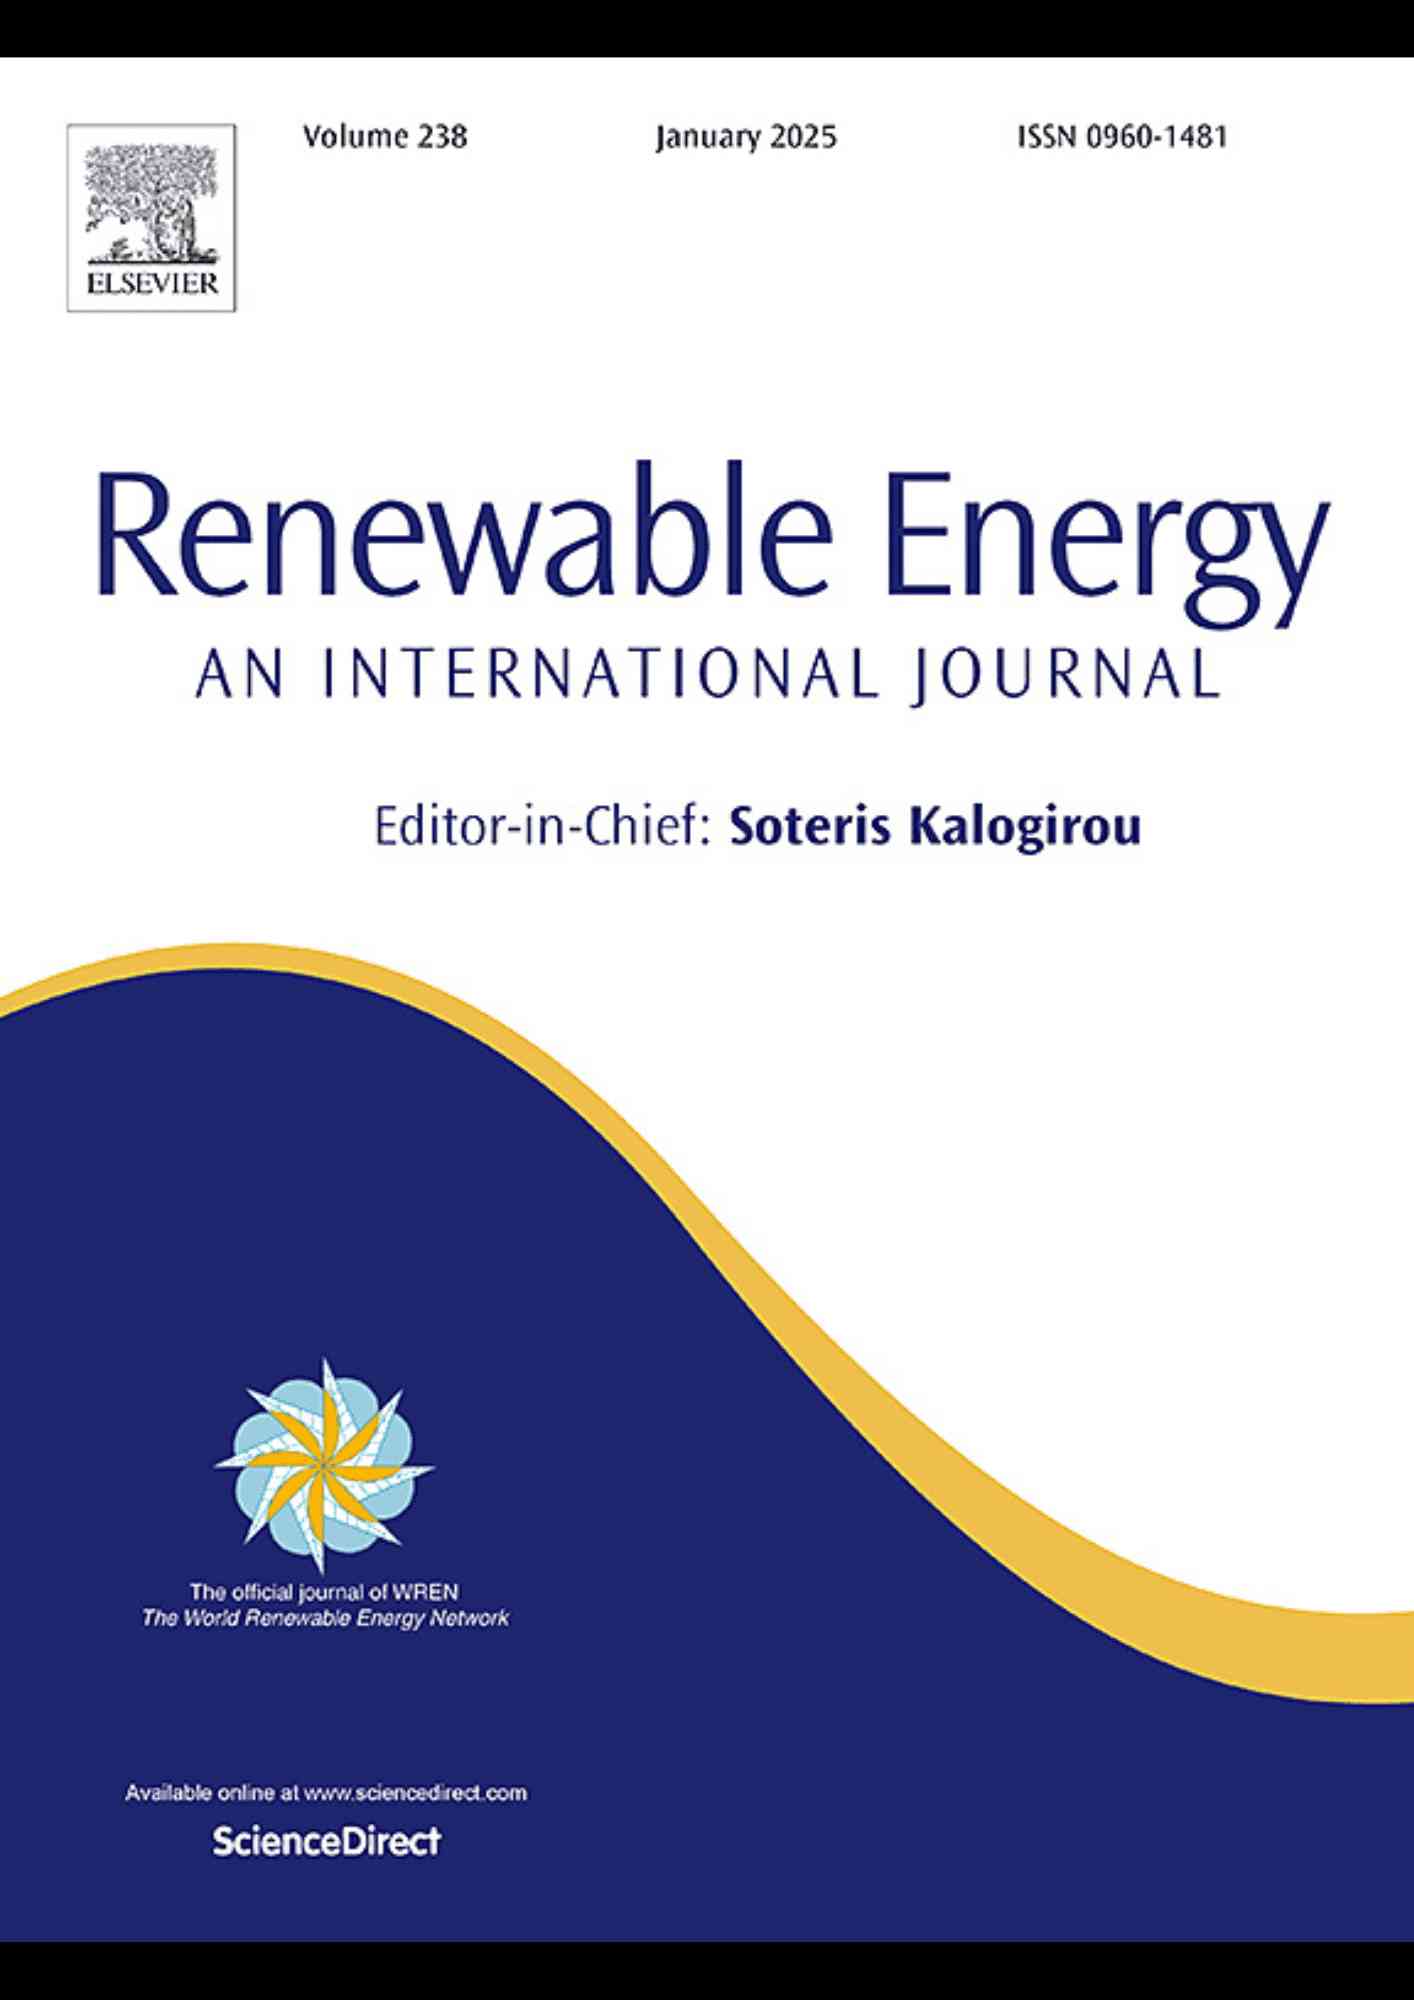 Volume 238 January 2025 ISSN 0960-1481
ELSEVIER
Renewable Energy
AN INTERNATIONAL JOURNAL
Editor-in-Chief: Soteris Kalogirou
The official journal of WREN
The World Renewable Energy Network
Available online at www.sciencedirect.com
ScienceDirect